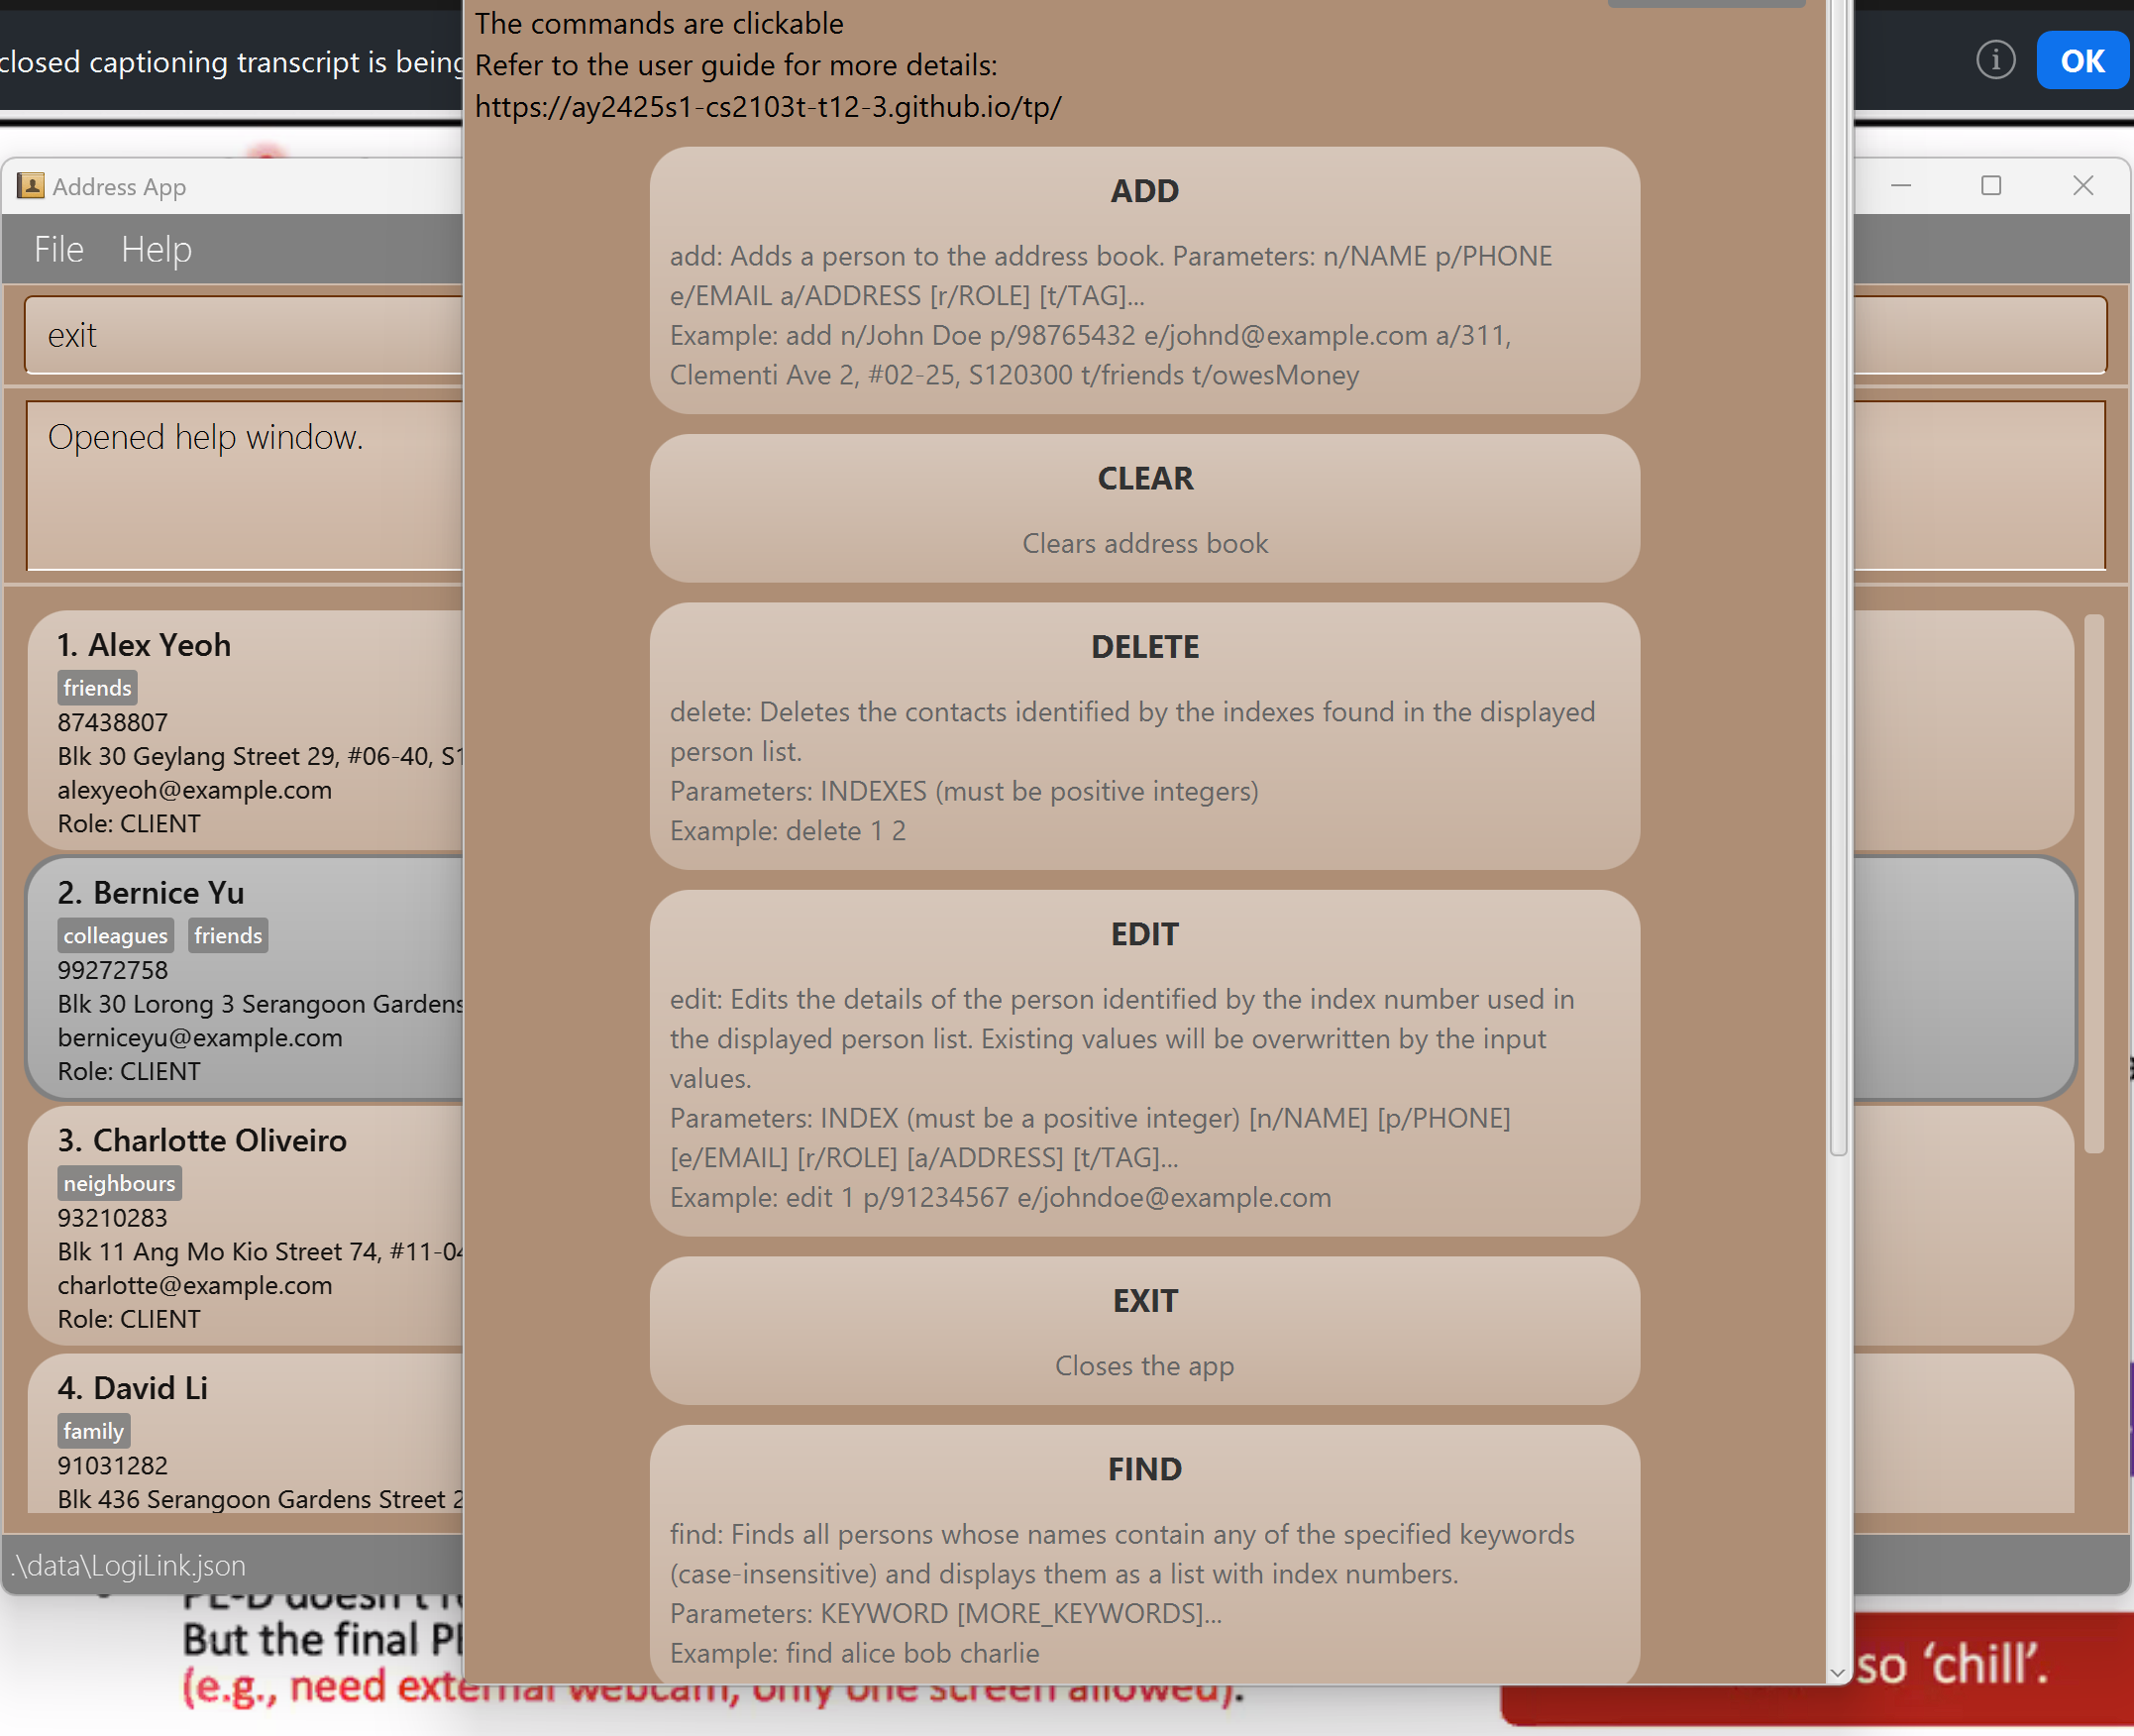 closed captioning transcript is being
OK
The commands are clickable
Refer to the user guide for more details:
https://ay2425s1-cs2103t-t12-3.github.io/tp/
Address App
File Help
exit
Opened help window.
1. Alex Yeoh
friends
87438807
Blk 30 Geylang Street 29, #06-40, S1
alexyeoh@example.com
Role: CLIENT
2. Bernice Yu
colleagues friends
99272758
Blk 30 Lorong 3 Serangoon Gardens
berniceyu@example.com
Role: CLIENT
3. Charlotte Oliveiro
neighbours
93210283
Blk 11 Ang Mo Kio Street 74, #11-04
charlotte@example.com
Role: CLIENT
4. David Li
family
91031282
Blk 436 Serangoon Gardens Street 2
.\data\LogiLink.json
ADD
add: Adds a person to the address book. Parameters: n/NAME p/PHONE
e/EMAIL a/ADDRESS [r/ROLE] [t/TAG]...
Example: add n/John Doe p/98765432 e/johnd@example.com a/311,
Clementi Ave 2, #02-25, S120300 t/friends t/owesMoney
CLEAR
Clears address book
DELETE
delete: Deletes the contacts identified by the indexes found in the displayed
person list.
Parameters: INDEXES (must be positive integers)
Example: delete 1 2
EDIT
edit: Edits the details of the person identified by the index number used in
the displayed person list. Existing values will be overwritten by the input
values.
Parameters: INDEX (must be a positive integer) [n/NAME] [p/PHONE]
[e/EMAIL] [r/ROLE] [a/ADDRESS] [t/TAG]...
Example: edit 1 p/91234567 e/johndoe@example.com
EXIT
Closes the app
FIND
find: Finds all persons whose names contain any of the specified keywords
(case-insensitive) and displays them as a list with index numbers.
Parameters: KEYWORD [MORE_KEYWORDS]...
Example: find alice bob charlie
PE-D doesn't
But the final
(e.g., need external webcam, only one screen allowed).
so ‘chill’.